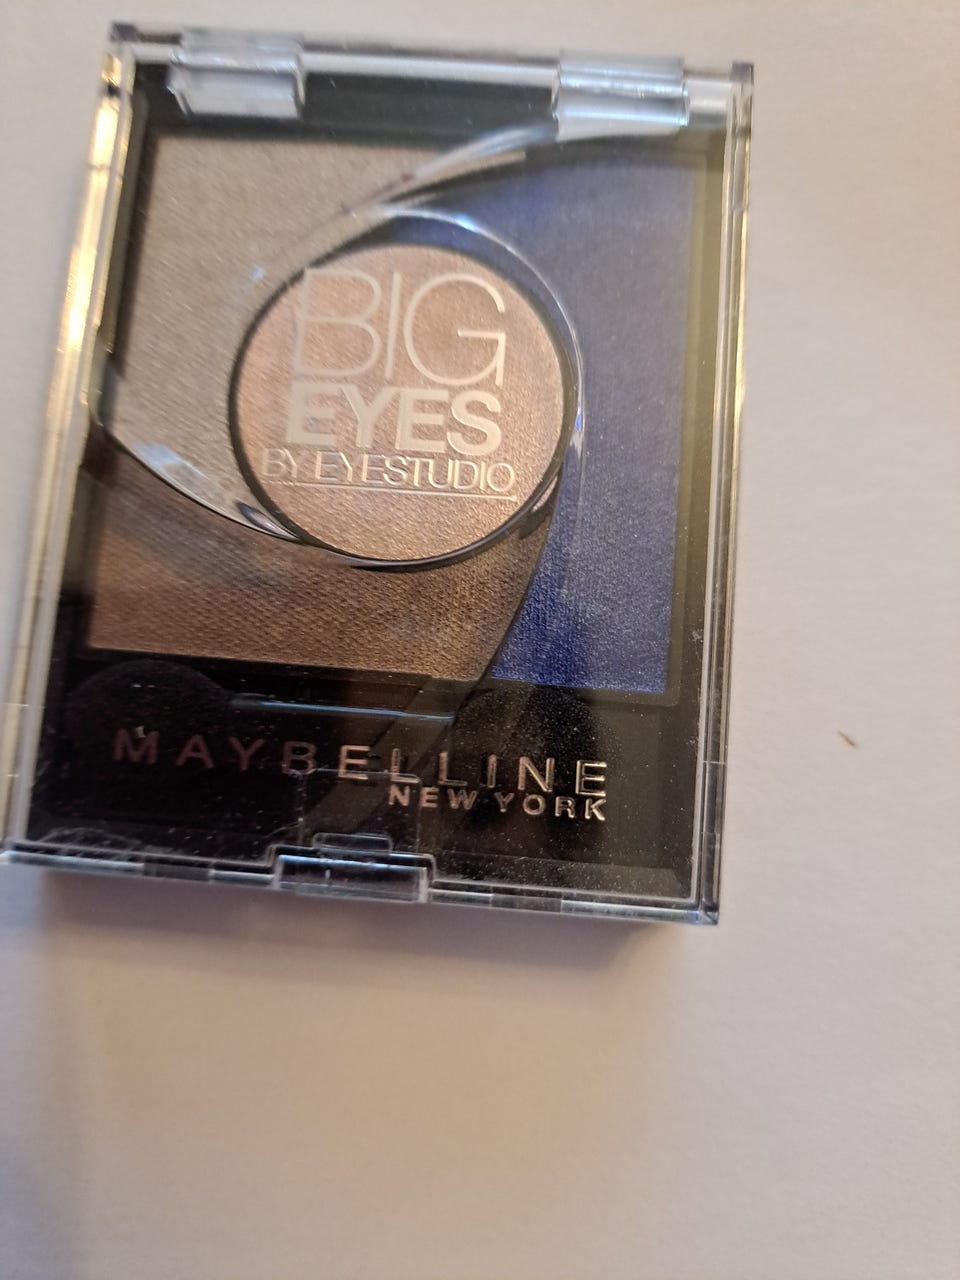 BIG
EYES
BY EYESTUDIO
MAYBELLINE
NEW YORK